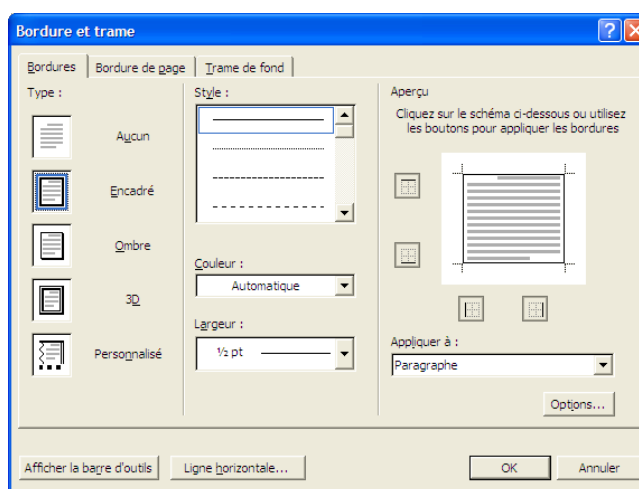 Bordure et trame
Bordures
Bordure de page
Trame de fond
Type :
Aucun
Encadré
Ombre
3D
Personnalisé
Style :
Couleur :
Automatique
Largeur :
½ pt
Aperçu
Cliquez sur le schéma ci-dessous ou utilisez
les boutons pour appliquer les bordures
Appliquer à :
Paragraphe
Options...
Afficher la barre d'outils
Ligne horizontale...
OK
Annuler